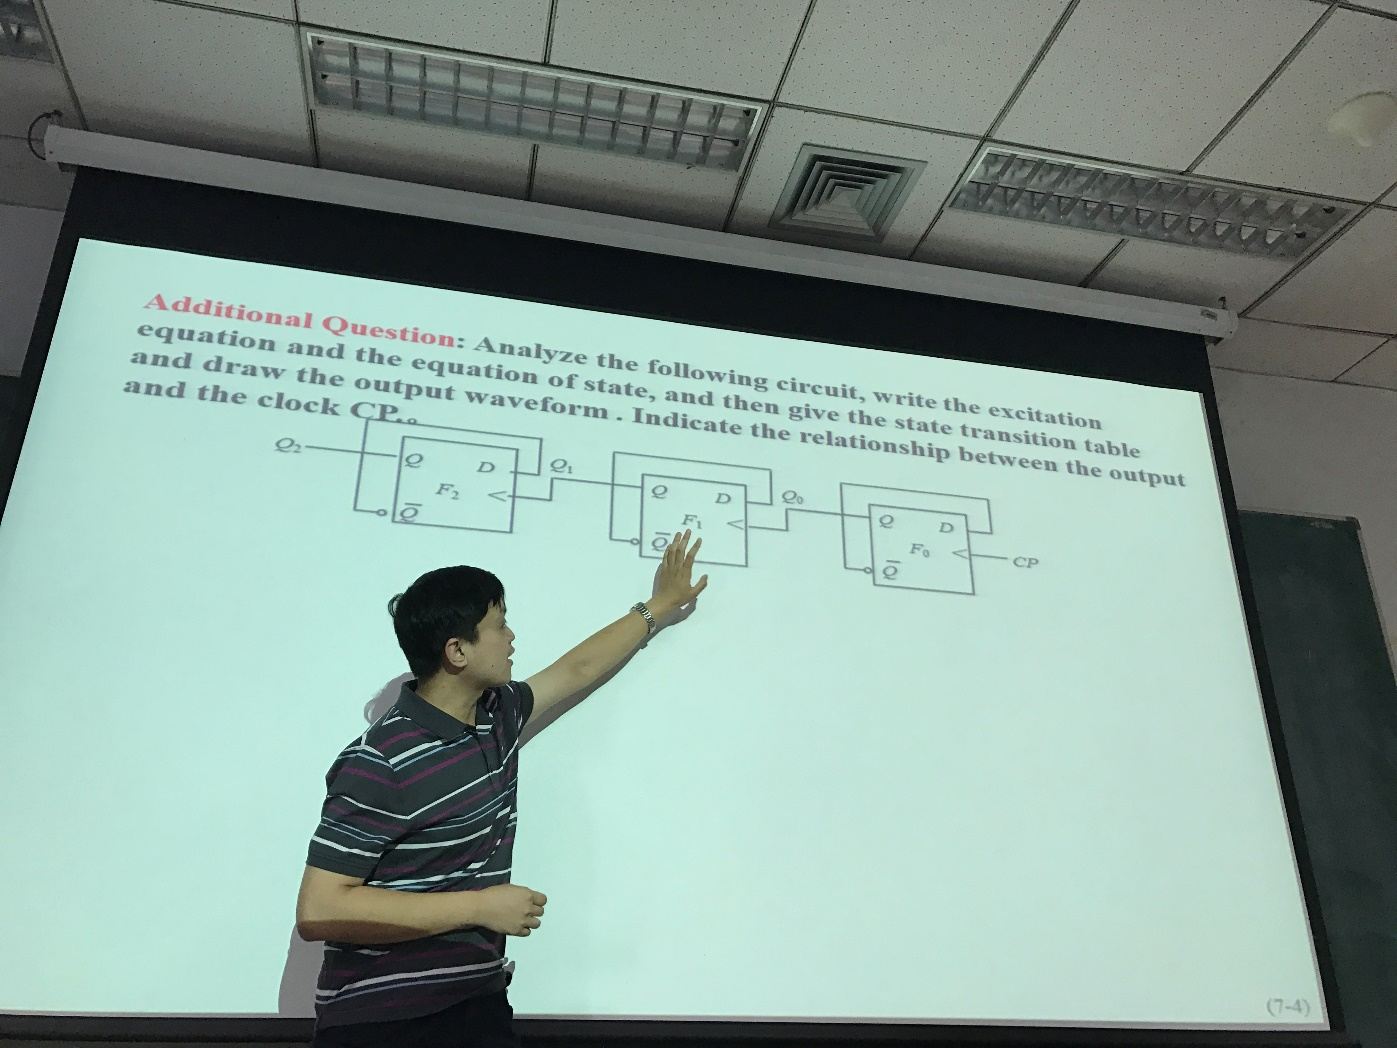 Additional Question: Analyze the following circuit, write the excitation
equation and the equation of state, and then give the state transition table
and draw the output waveform . Indicate the relationship between the output
and the clock CP.。
Q₂ Q D F₂ Q̅ Q₁ Q D F₁ Q̅ Q₀ Q D F₀ Q̅ CP
(7-4)